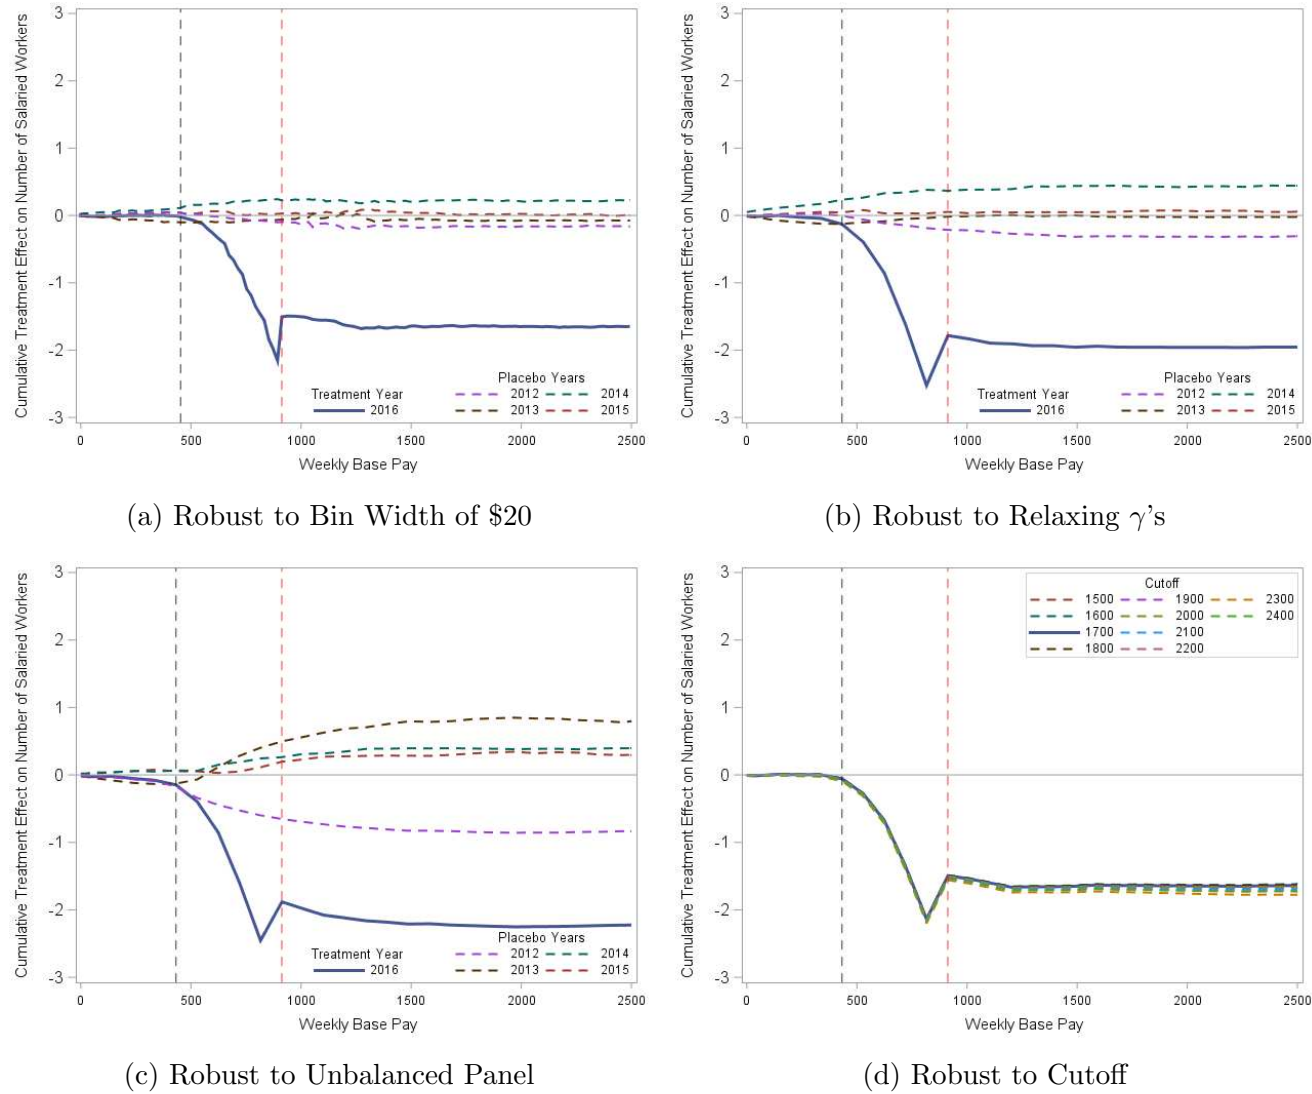 Cumulative Treatment Effect on Number of Salaried Workers
3
2
1
0
-1
-2
-3
Treatment Year
2016
Placebo Years
2012 2014
2013 2015
0 500 1000 1500 2000 2500
Weekly Base Pay
(a) Robust to Bin Width of $20
Cumulative Treatment Effect on Number of Salaried Workers
3
2
1
0
-1
-2
-3
Treatment Year
2016
Placebo Years
2012 2014
2013 2015
0 500 1000 1500 2000 2500
Weekly Base Pay
(b) Robust to Relaxing γ's
Cumulative Treatment Effect on Number of Salaried Workers
3
2
1
0
-1
-2
-3
Treatment Year
2016
Placebo Years
2012 2014
2013 2015
0 500 1000 1500 2000 2500
Weekly Base Pay
(c) Robust to Unbalanced Panel
Cumulative Treatment Effect on Number of Salaried Workers
3
2
1
0
-1
-2
-3
Cutoff
1500 1900 2300
1600 2000 2400
1700 2100
1800 2200
0 500 1000 1500 2000 2500
Weekly Base Pay
(d) Robust to Cutoff